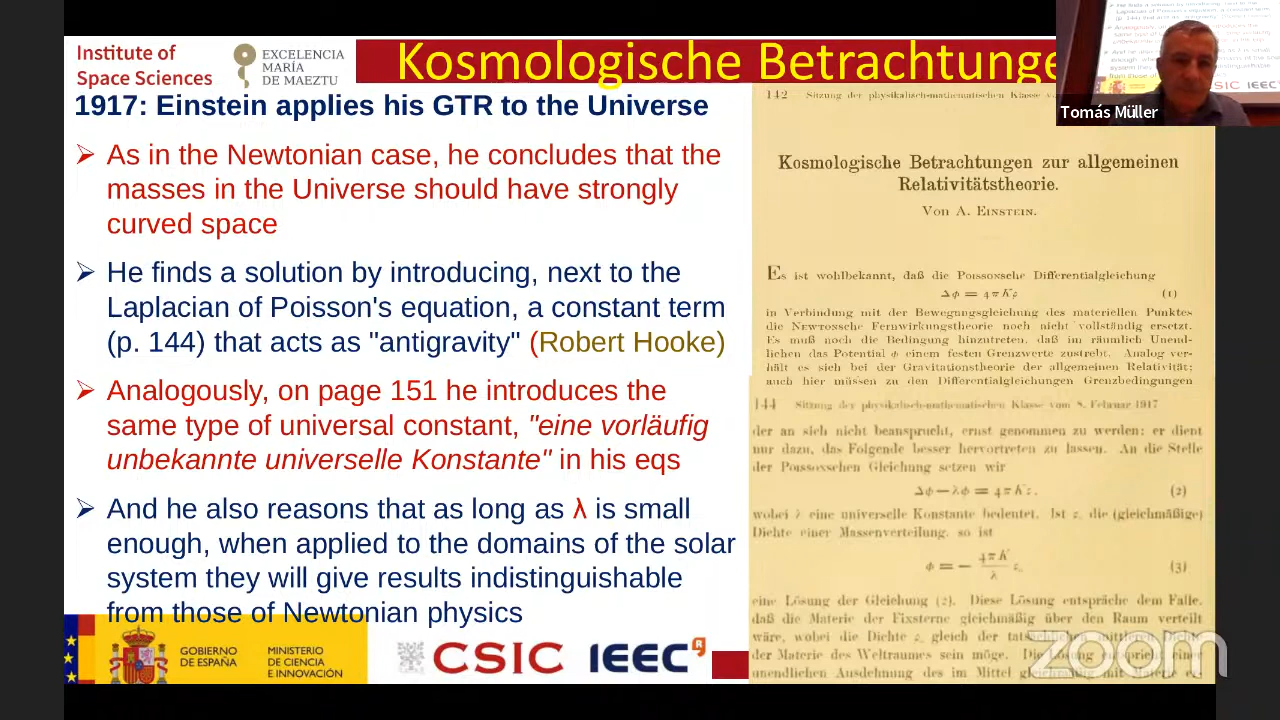 Institute of
Space Sciences
EXCELENCIA
MARÍA
DE MAEZTU
Kosmologische Betrachtunge
Tomás Müller
1917: Einstein applies his GTR to the Universe
➢ As in the Newtonian case, he concludes that the
masses in the Universe should have strongly
curved space
➢ He finds a solution by introducing, next to the
Laplacian of Poisson's equation, a constant term
(p. 144) that acts as "antigravity" (Robert Hooke)
➢ Analogously, on page 151 he introduces the
same type of universal constant, "eine vorläufig
unbekannte universelle Konstante" in his eqs
➢ And he also reasons that as long as λ is small
enough, when applied to the domains of the solar
system they will give results indistinguishable
from those of Newtonian physics
142 Sitzung der physikalisch-mathematischen Klasse
Kosmologische Betrachtungen zur allgemeinen
Relativitätstheorie.
Von A. Einstein.
Es ist wohlbekannt, daß die Poissonsche Differentialgleichung
Δφ = 4πKρ (1)
in Verbindung mit der Bewegungsgleichung des materiellen Punktes
die Newtonsche Fernwirkungstheorie noch nicht vollständig ersetzt.
Es muß noch die Bedingung hinzutreten, daß im räumlich Unend-
lichen das Potential φ einem festen Grenzwerte zustrebt. Analog ver-
hält es sich bei der Gravitationstheorie der allgemeinen Relativität;
auch hier müssen zu den Differentialgleichungen Grenzbedingungen
144 Sitzung der physikalisch-mathematischen Klasse vom 8. Februar 1917
der an sich nicht beansprucht, ernst genommen zu werden; er dient
nur dazu, das Folgende besser hervortreten zu lassen. An die Stelle
der Poissonschen Gleichung setzen wir
Δφ − λφ = 4πKρ, (2)
wobei λ eine universelle Konstante bedeutet. Ist ρ₀ die (gleichmäßige)
Dichte einer Massenverteilung, so ist
φ = − 4πK/λ ρ₀ (3)
eine Lösung der Gleichung (2). Diese Lösung entspräche dem Falle,
daß die Materie der Fixsterne gleichmäßig über den Raum verteilt
wäre, wobei die Dichte ρ₀ gleich der tatsächlichen mittleren Dichte
der Materie des Weltraumes sein möge. Die Lösung entspricht einer
unendlichen Ausdehnung des im Mittel gleichmäßig mit Materie
GOBIERNO
DE ESPAÑA
MINISTERIO
DE CIENCIA
E INNOVACIÓN
CSIC
IEEC
R
zoom